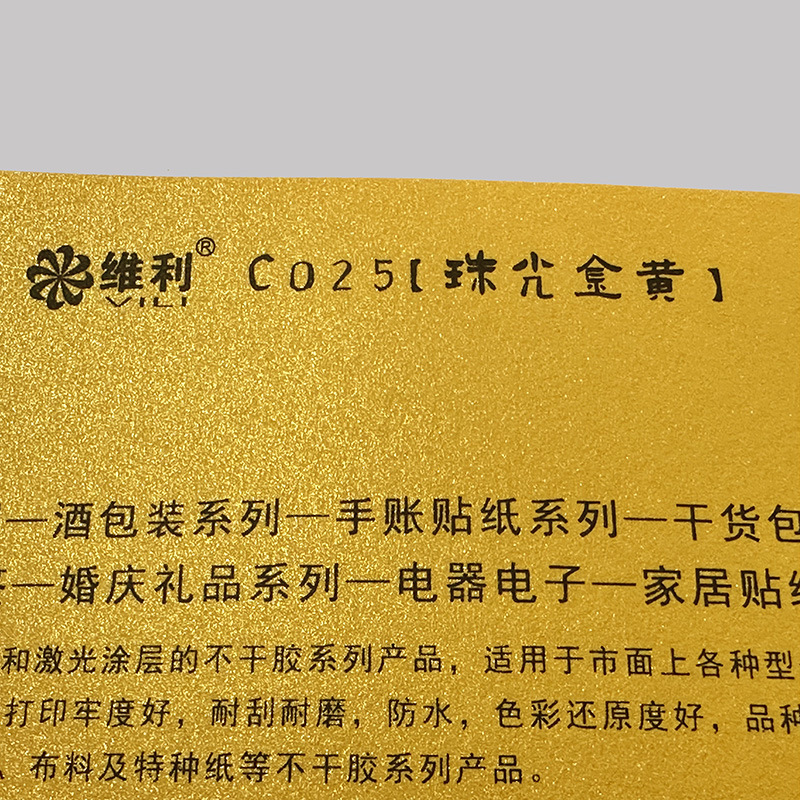 维利® C025【珠光金黄】
VILI
—酒包装系列—手账贴纸系列—干货包
—婚庆礼品系列—电器电子—家居贴纸
和激光涂层的不干胶系列产品，适用于市面上各种型
打印牢度好，耐刮耐磨，防水，色彩还原度好，品种
、布料及特种纸等不干胶系列产品。